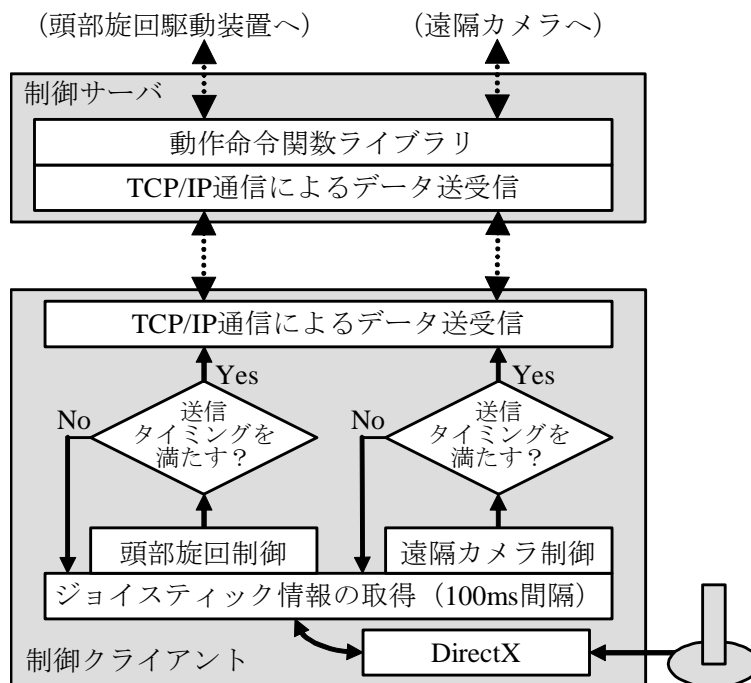 (頭部旋回駆動装置へ) (遠隔カメラへ)
制御サーバ
動作命令関数ライブラリ
TCP/IP通信によるデータ送受信
TCP/IP通信によるデータ送受信
Yes
Yes
No
送信
タイミングを
満たす?
No
送信
タイミングを
満たす?
頭部旋回制御
遠隔カメラ制御
ジョイスティック情報の取得(100ms間隔)
DirectX
制御クライアント